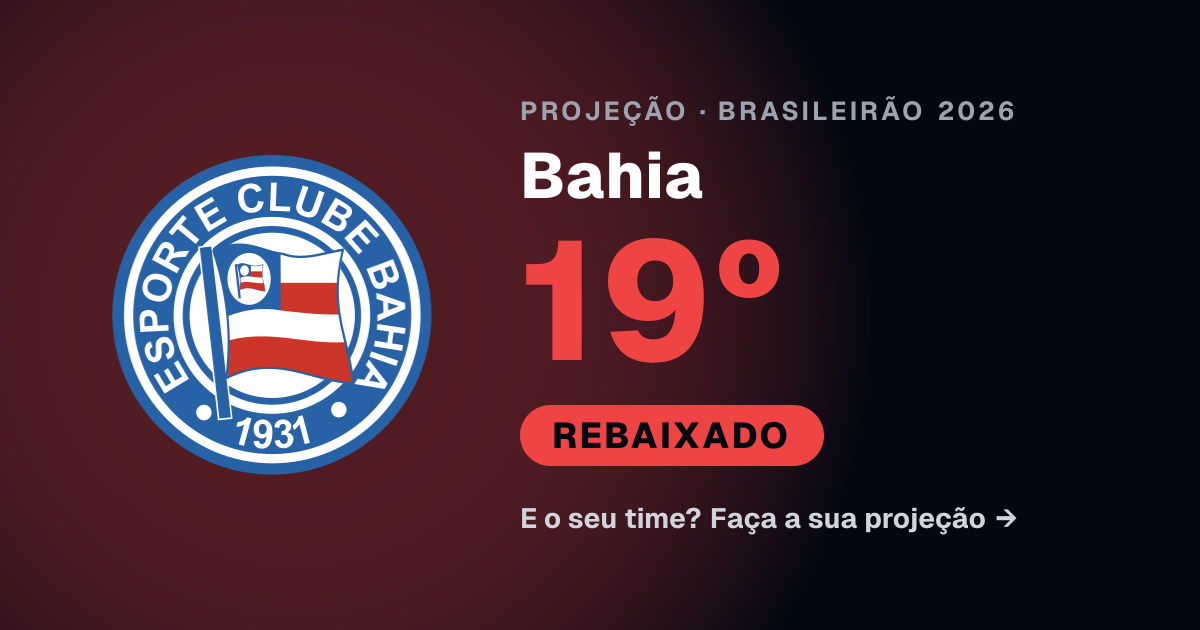 ESPORTE CLUBE BAHIA
1931
PROJEÇÃO · BRASILEIRÃO 2026
Bahia
19º
REBAIXADO
E o seu time? Faça a sua projeção →